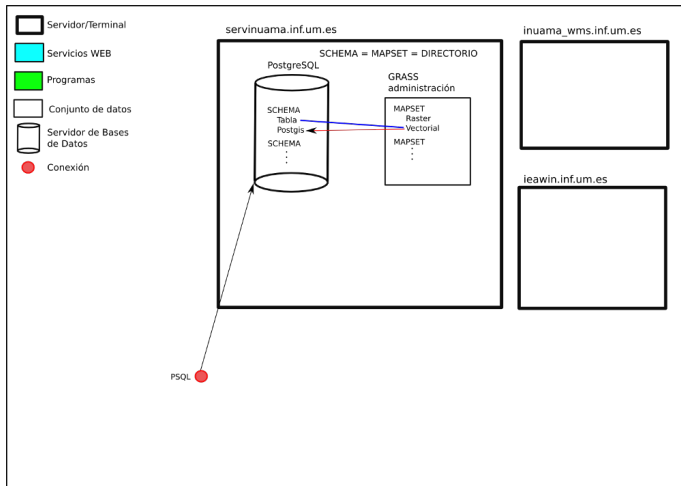 Servidor/Terminal
Servicios WEB
Programas
Conjunto de datos
Servidor de Bases
de Datos
Conexión
servinuama.inf.um.es
SCHEMA = MAPSET = DIRECTORIO
PostgreSQL
SCHEMA
Tabla
Postgis
SCHEMA
GRASS
administración
MAPSET
Raster
Vectorial
MAPSET
inuama_wms.inf.um.es
ieawin.inf.um.es
PSQL